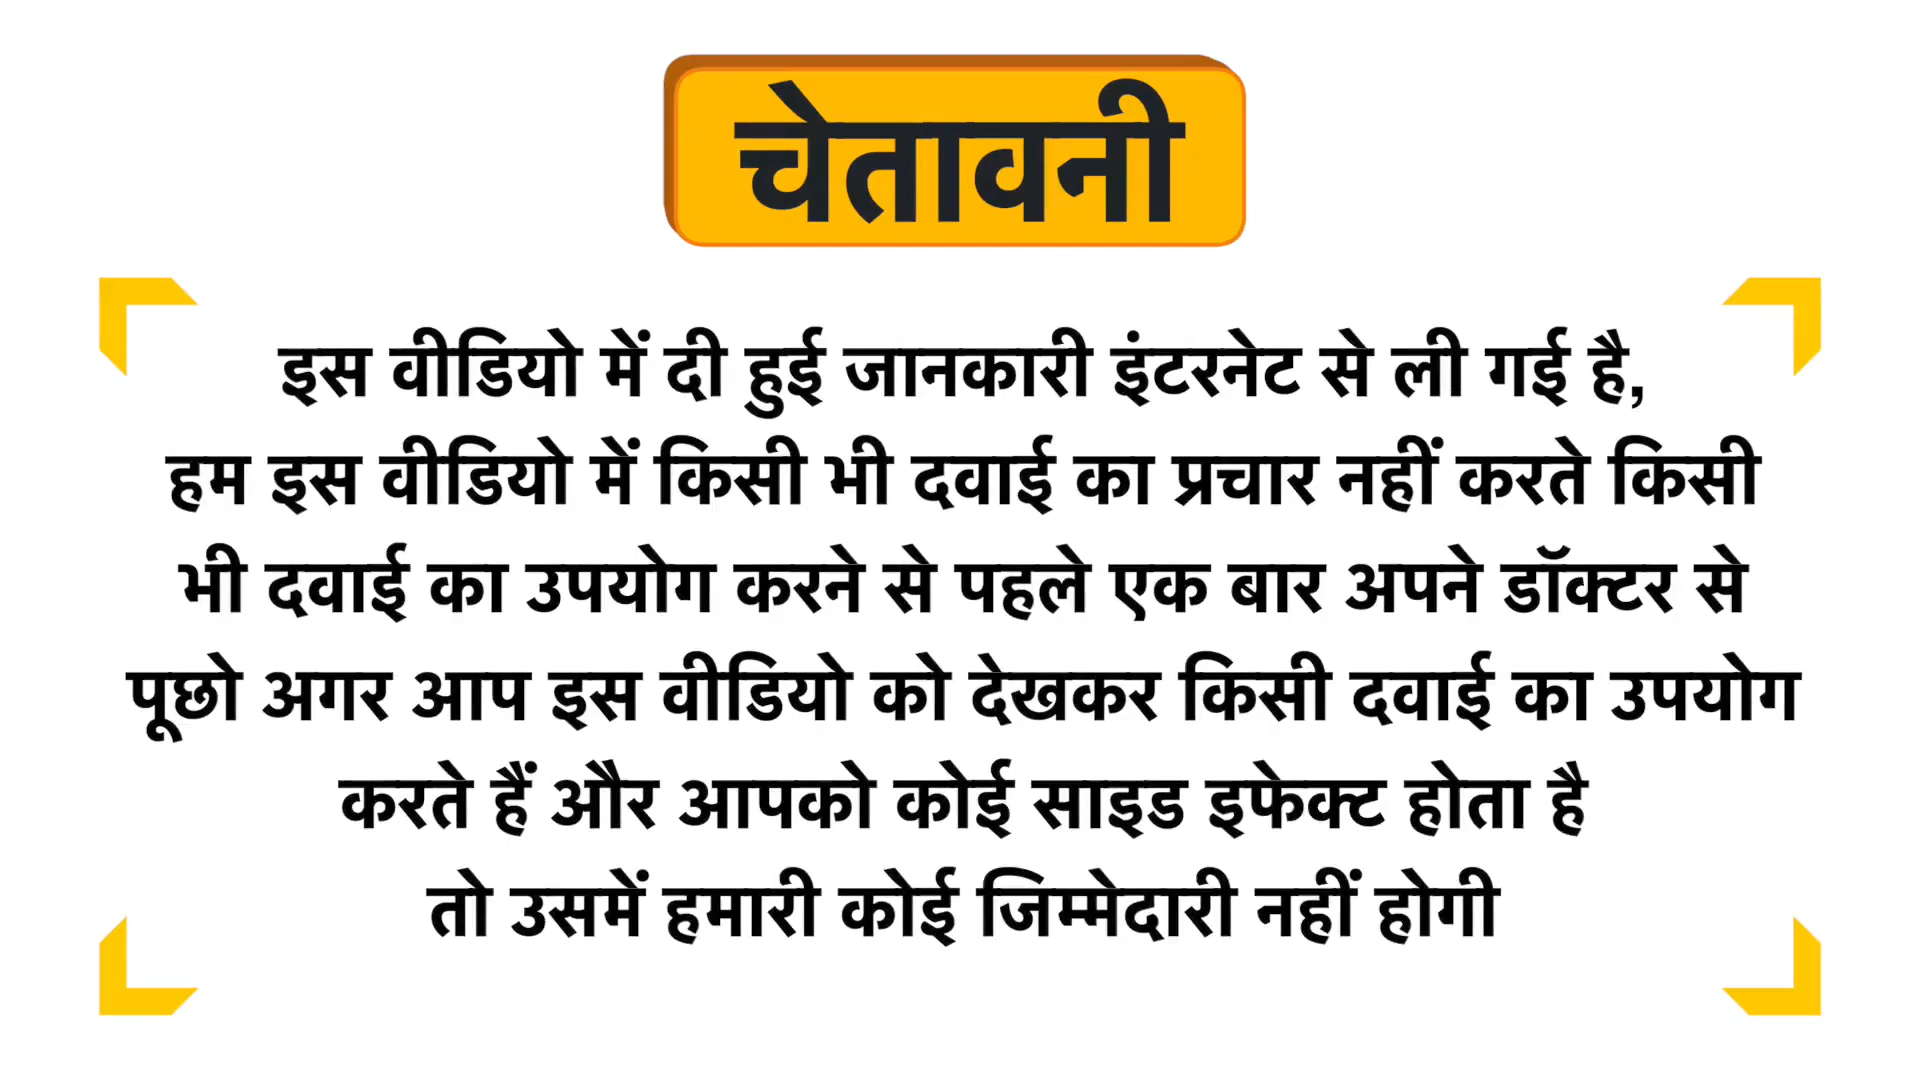 चेतावनी
इस वीडियो में दी हुई जानकारी इंटरनेट से ली गई है,
हम इस वीडियो में किसी भी दवाई का प्रचार नहीं करते किसी
भी दवाई का उपयोग करने से पहले एक बार अपने डॉक्टर से
पूछो अगर आप इस वीडियो को देखकर किसी दवाई का उपयोग
करते हैं और आपको कोई साइड इफेक्ट होता है
तो उसमें हमारी कोई जिम्मेदारी नहीं होगी